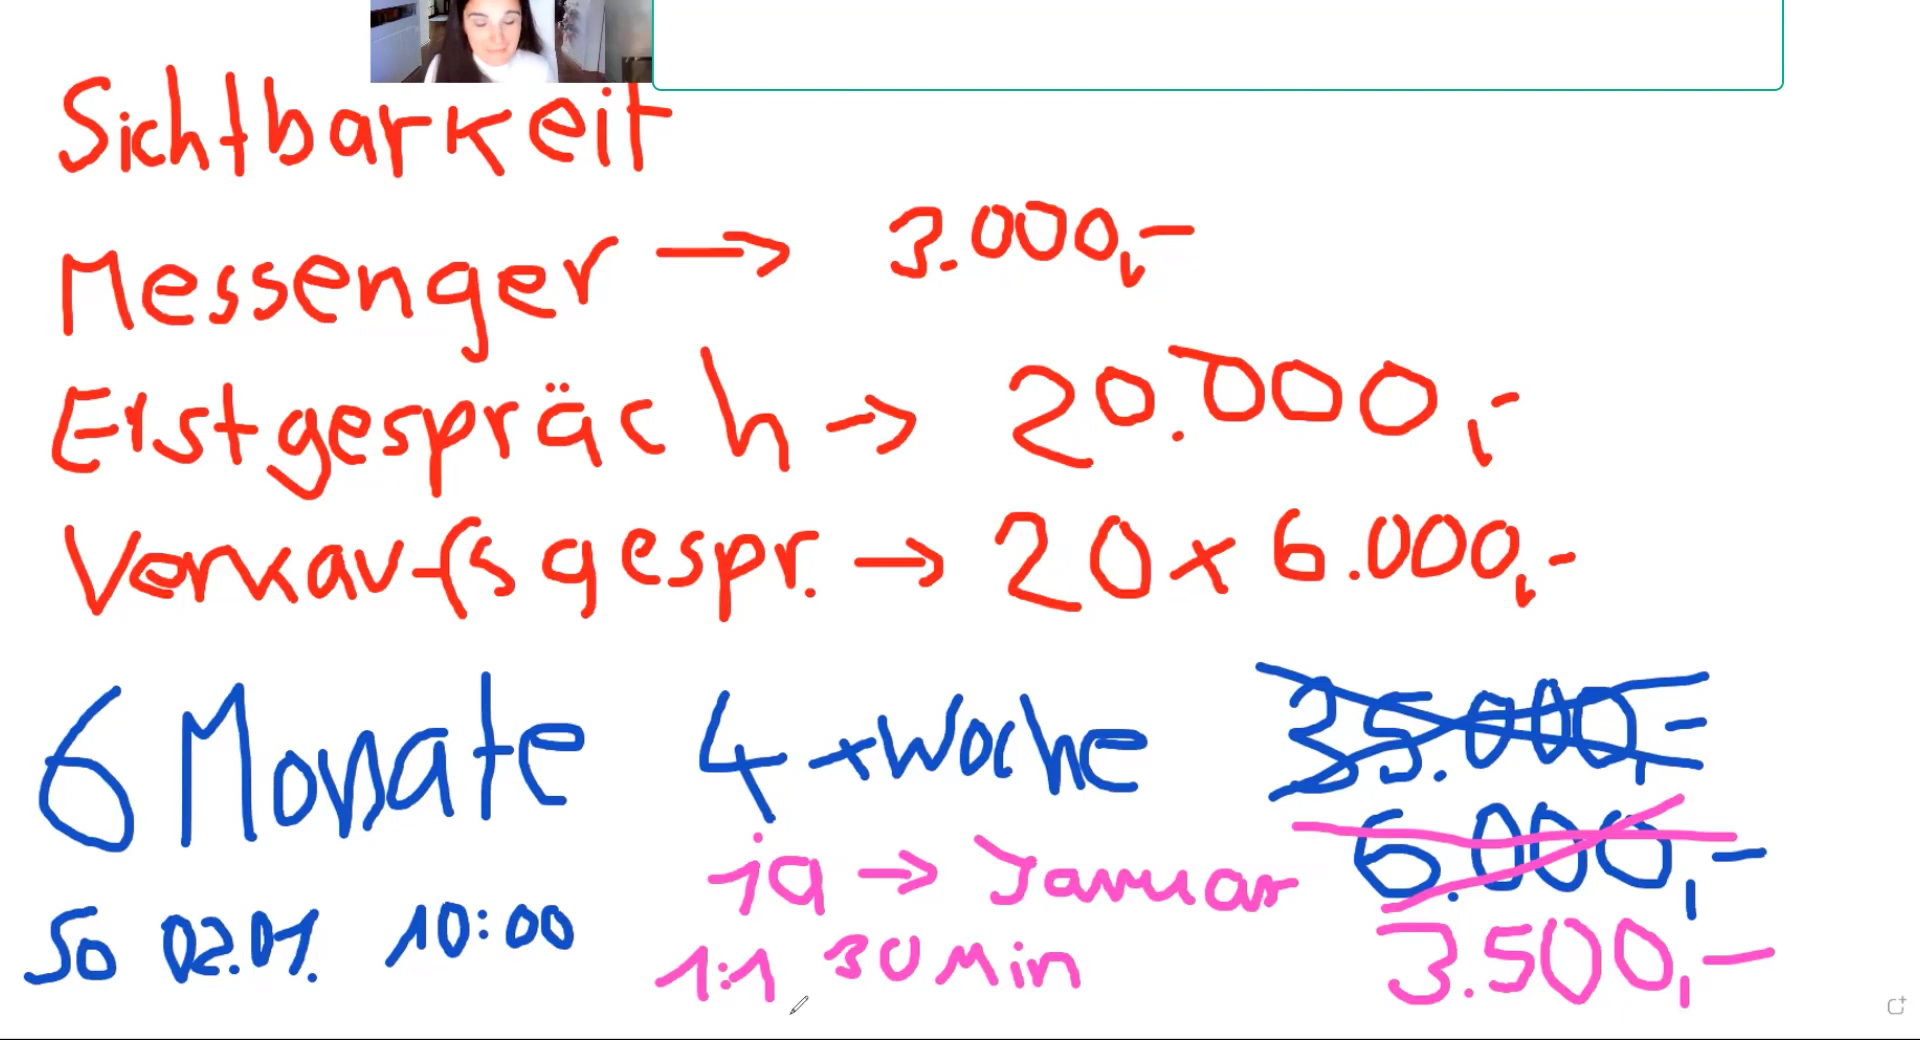 Sichtbarkeit
Messenger → 3.000,-
Erstgespräch → 20.000,-
Verkaufsgespr. → 20 x 6.000,-
6 Monate 4 x Woche 35.000,-
6.000,-
ja → Januar
So 02.01. 10:00
1:1 30 Min 3.500,-